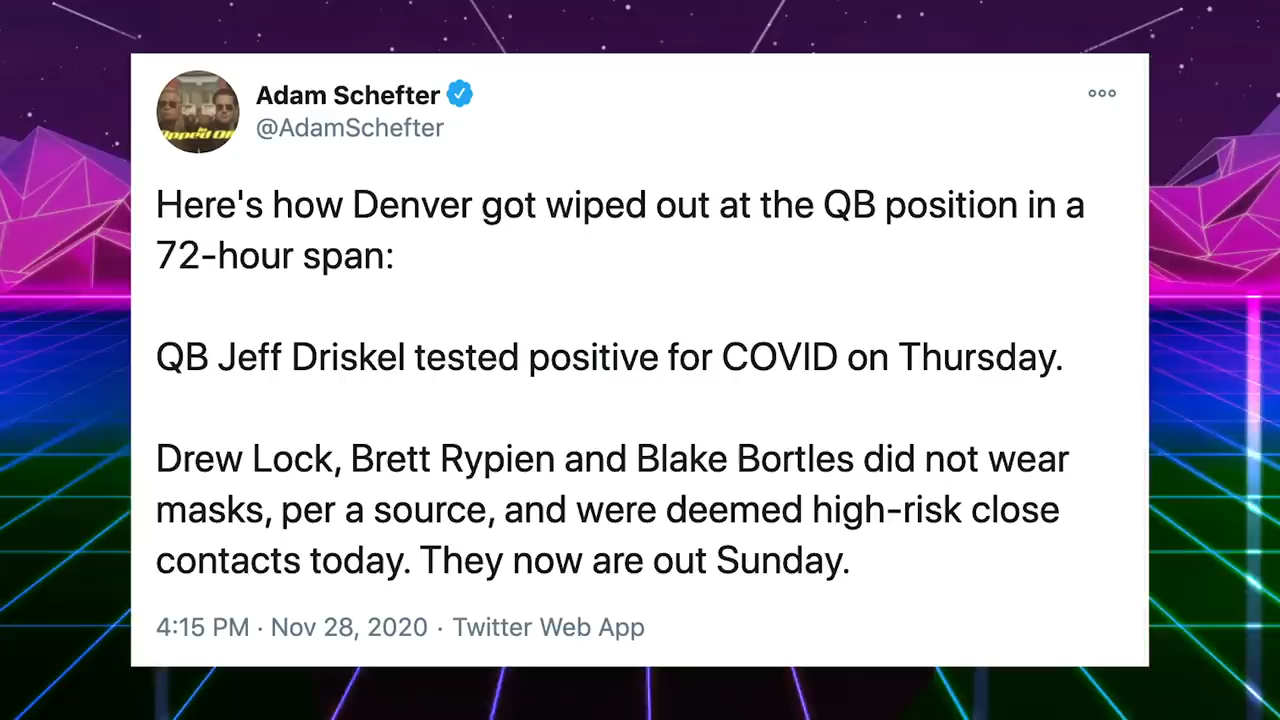 Adam Schefter
@AdamSchefter
Here's how Denver got wiped out at the QB position in a
72-hour span:
QB Jeff Driskel tested positive for COVID on Thursday.
Drew Lock, Brett Rypien and Blake Bortles did not wear
masks, per a source, and were deemed high-risk close
contacts today. They now are out Sunday.
4:15 PM · Nov 28, 2020 · Twitter Web App